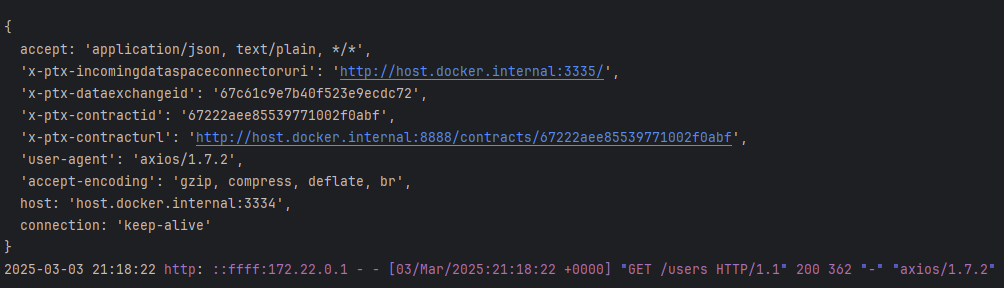 {
  accept: 'application/json, text/plain, */*',
  'x-ptx-incomingdataspaceconnectoruri': 'http://host.docker.internal:3335/',
  'x-ptx-dataexchangeid': '67c61c9e7b40f523e9ecdc72',
  'x-ptx-contractid': '67222aee85539771002f0abf',
  'x-ptx-contracturl': 'http://host.docker.internal:8888/contracts/67222aee85539771002f0abf',
  'user-agent': 'axios/1.7.2',
  'accept-encoding': 'gzip, compress, deflate, br',
  host: 'host.docker.internal:3334',
  connection: 'keep-alive'
}
2025-03-03 21:18:22 http: ::ffff:172.22.0.1 - - [03/Mar/2025:21:18:22 +0000] "GET /users HTTP/1.1" 200 362 "-" "axios/1.7.2"